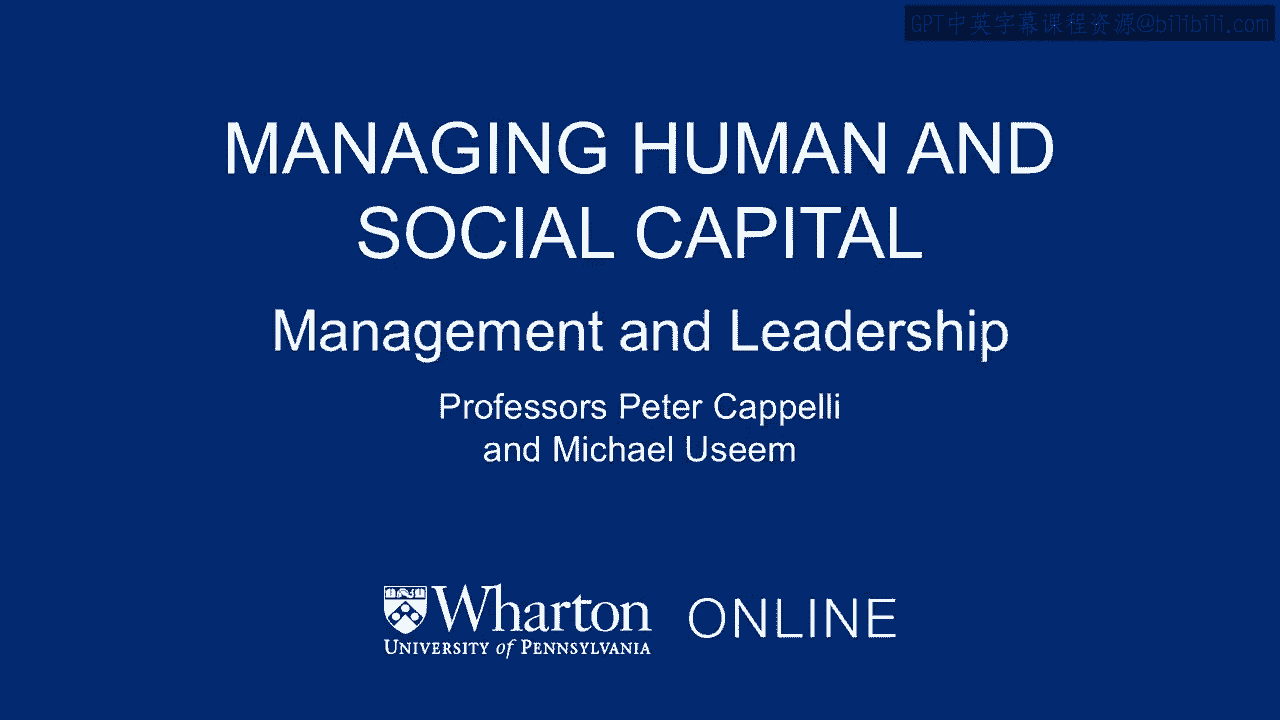 GPT中英字幕课程资源@bilibili.com
MANAGING HUMAN AND
SOCIAL CAPITAL
Management and Leadership
Professors Peter Cappelli
and Michael Useem
Wharton ONLINE
UNIVERSITY of PENNSYLVANIA